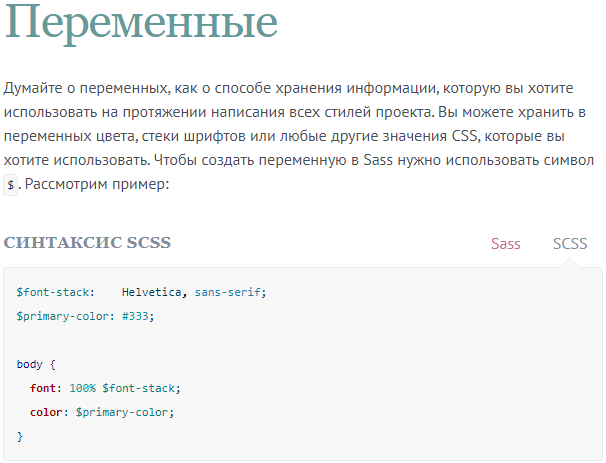 Переменные
Думайте о переменных, как о способе хранения информации, которую вы хотите
использовать на протяжении написания всех стилей проекта. Вы можете хранить в
переменных цвета, стеки шрифтов или любые другие значения CSS, которые вы
хотите использовать. Чтобы создать переменную в Sass нужно использовать символ
$. Рассмотрим пример:
СИНТАКСИС SCSS Sass SCSS
$font-stack:    Helvetica, sans-serif;
$primary-color: #333;
body {
  font: 100% $font-stack;
  color: $primary-color;
}